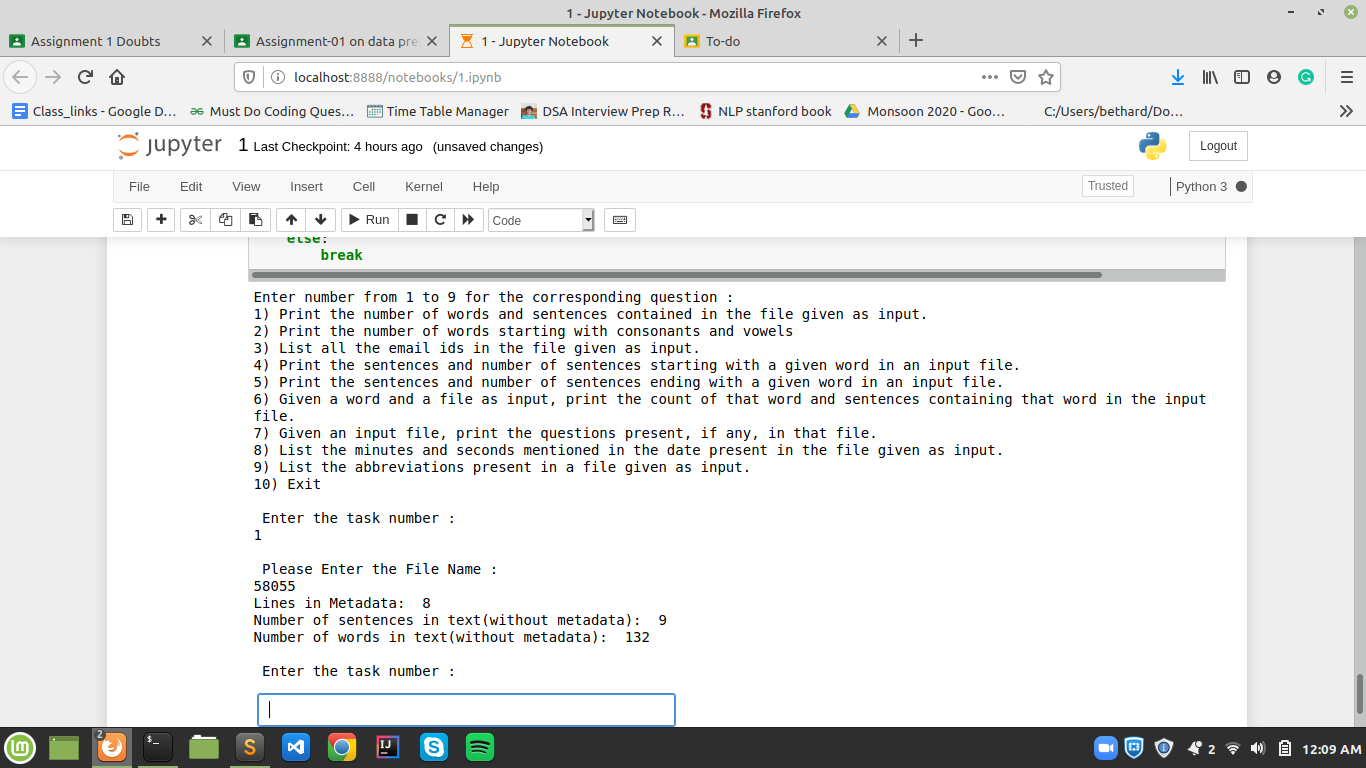 1 - Jupyter Notebook - Mozilla Firefox
Assignment 1 Doubts
Assignment-01 on data pre
1 - Jupyter Notebook
To-do
localhost:8888/notebooks/1.ipynb
Class_links - Google D…
Must Do Coding Ques…
Time Table Manager
DSA Interview Prep R…
NLP stanford book
Monsoon 2020 - Goo…
C:/Users/bethard/Do…
jupyter 1 Last Checkpoint: 4 hours ago (unsaved changes)
Logout
File Edit View Insert Cell Kernel Help
Trusted
Python 3
Run
Code
else:
break
Enter number from 1 to 9 for the corresponding question :
1) Print the number of words and sentences contained in the file given as input.
2) Print the number of words starting with consonants and vowels
3) List all the email ids in the file given as input.
4) Print the sentences and number of sentences starting with a given word in an input file.
5) Print the sentences and number of sentences ending with a given word in an input file.
6) Given a word and a file as input, print the count of that word and sentences containing that word in the input
file.
7) Given an input file, print the questions present, if any, in that file.
8) List the minutes and seconds mentioned in the date present in the file given as input.
9) List the abbreviations present in a file given as input.
10) Exit
Enter the task number :
1
Please Enter the File Name :
58055
Lines in Metadata:  8
Number of sentences in text(without metadata):  9
Number of words in text(without metadata):  132
Enter the task number :
2
$_
S
IJ
2
12:09 AM